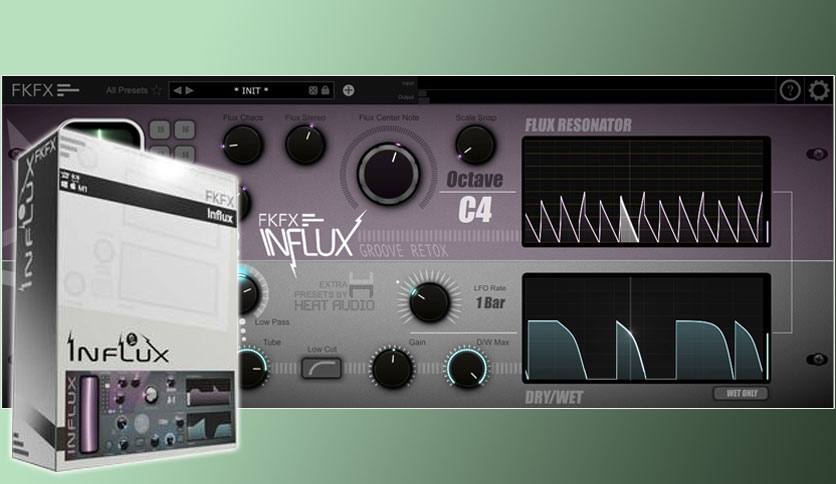 FKFX
All Presets
* INIT *
Input
Output
?
Flux Chaos
Flux Stereo
Flux Center Note
Scale Snap
FLUX RESONATOR
Octave
C4
FKFX
INFLUX
GROOVE RETOX
EXTRA
PRESETS BY
HEAT AUDIO
LFO Rate
1 Bar
Low Pass
Tube
Low Cut
Gain
D/W Max
DRY/WET
WET ONLY
FKFX
INFLUX
M1
FKFX
Influx
INFLUX
INFLUX